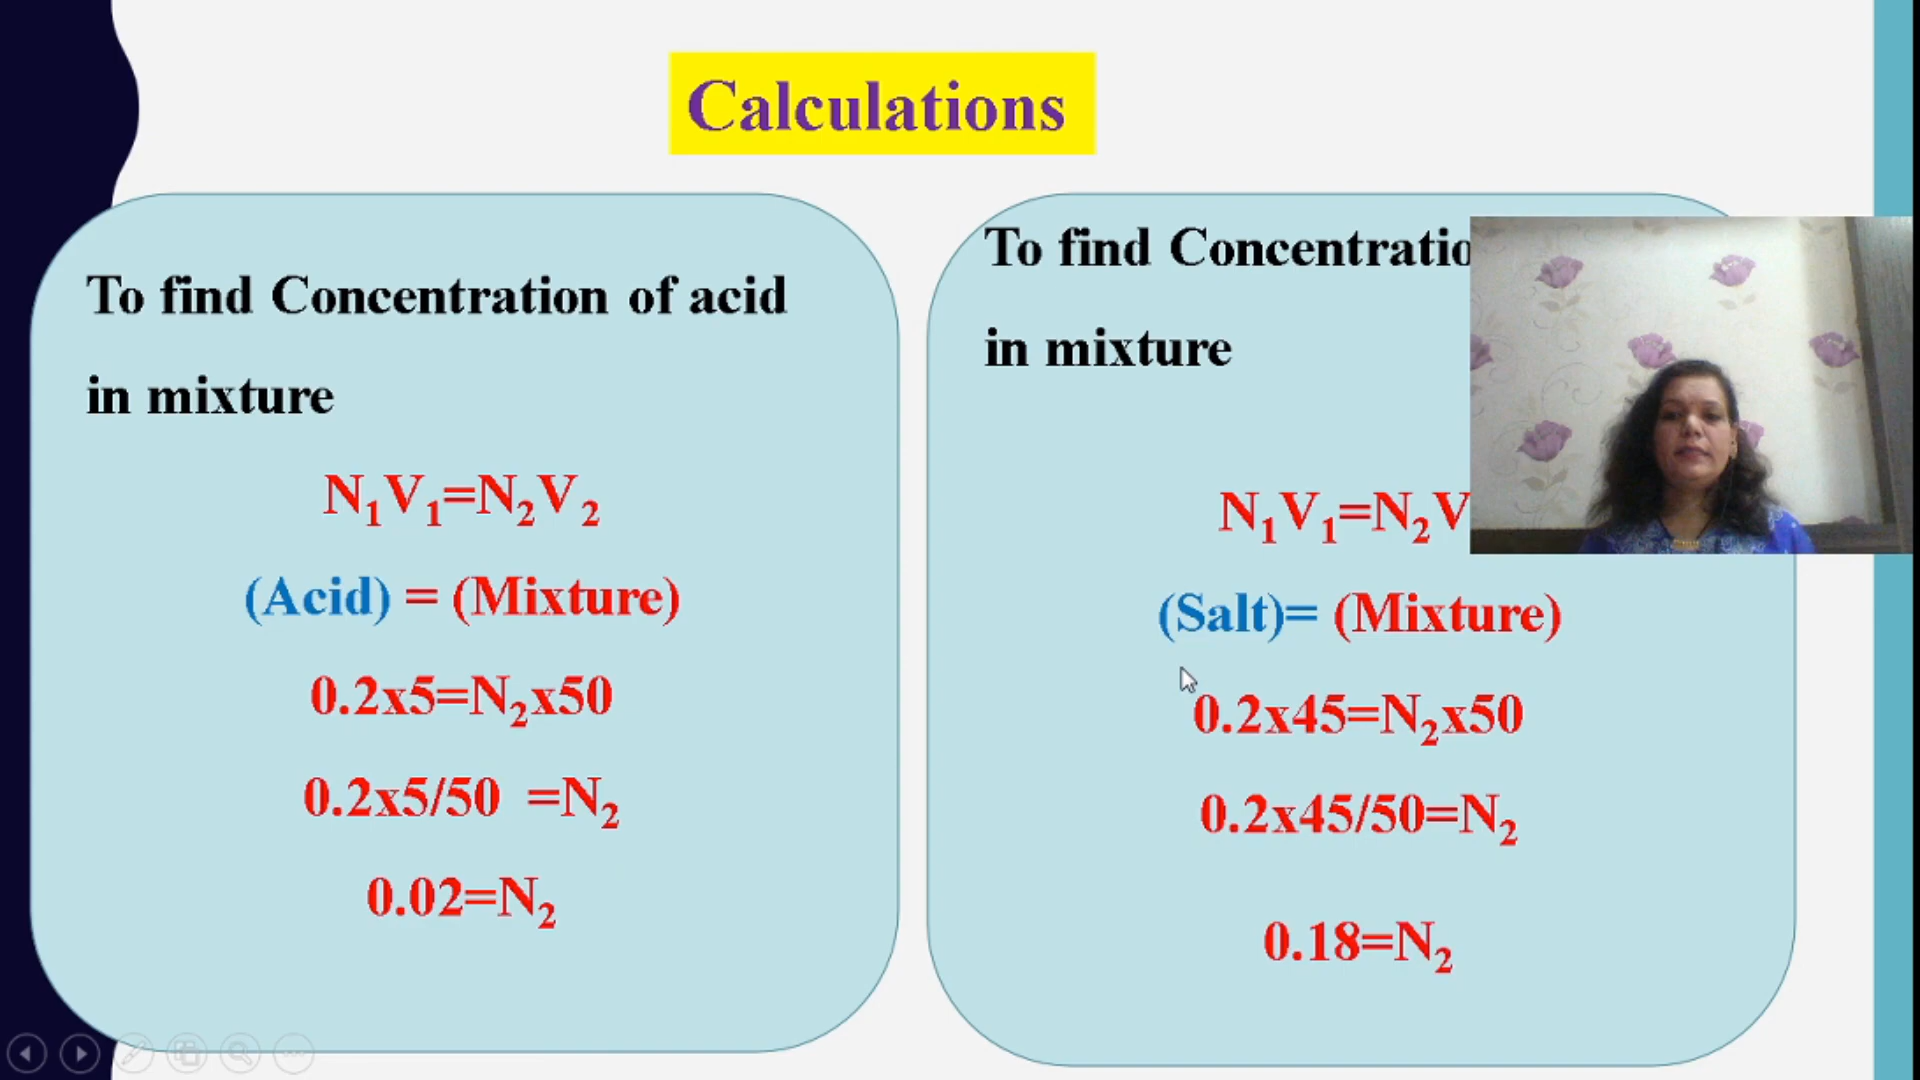 Calculations
To find Concentration of acid
in mixture
N₁V₁=N₂V₂
(Acid) = (Mixture)
0.2x5=N₂x50
0.2x5/50 =N₂
0.02=N₂
To find Concentratio
in mixture
N₁V₁=N₂V
(Salt)= (Mixture)
0.2x45=N₂x50
0.2x45/50=N₂
0.18=N₂